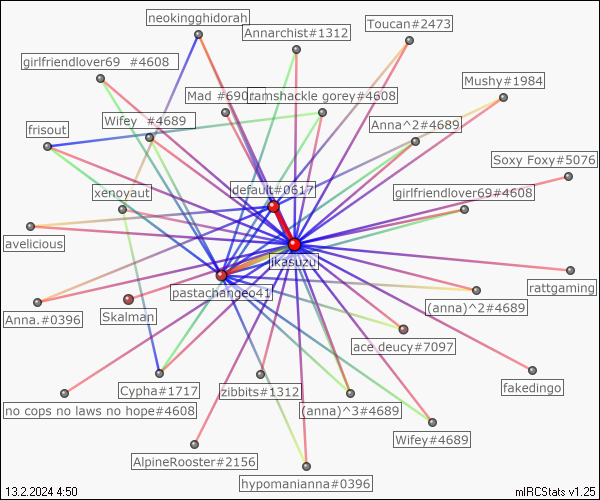 neokingghidorah
Annarchist#1312
Toucan#2473
girlfriendlover69 #4608
Mushy#1984
Mad #690
ramshackle gorey#4608
Wifey #4689
Anna^2#4689
frisout
Soxy Foxy#5076
default#0617
xenoyaut
girlfriendlover69#4608
avelicious
jikasuzu
rattgaming
pastachangeo41
Anna.#0396
Skalman
(anna)^2#4689
ace deucy#7097
Cypha#1717
zibbits#1312
fakedingo
no cops no laws no hope#4608
(anna)^3#4689
Wifey#4689
AlpineRooster#2156
hypomanianna#0396
13.2.2024 4:50
mIRCStats v1.25